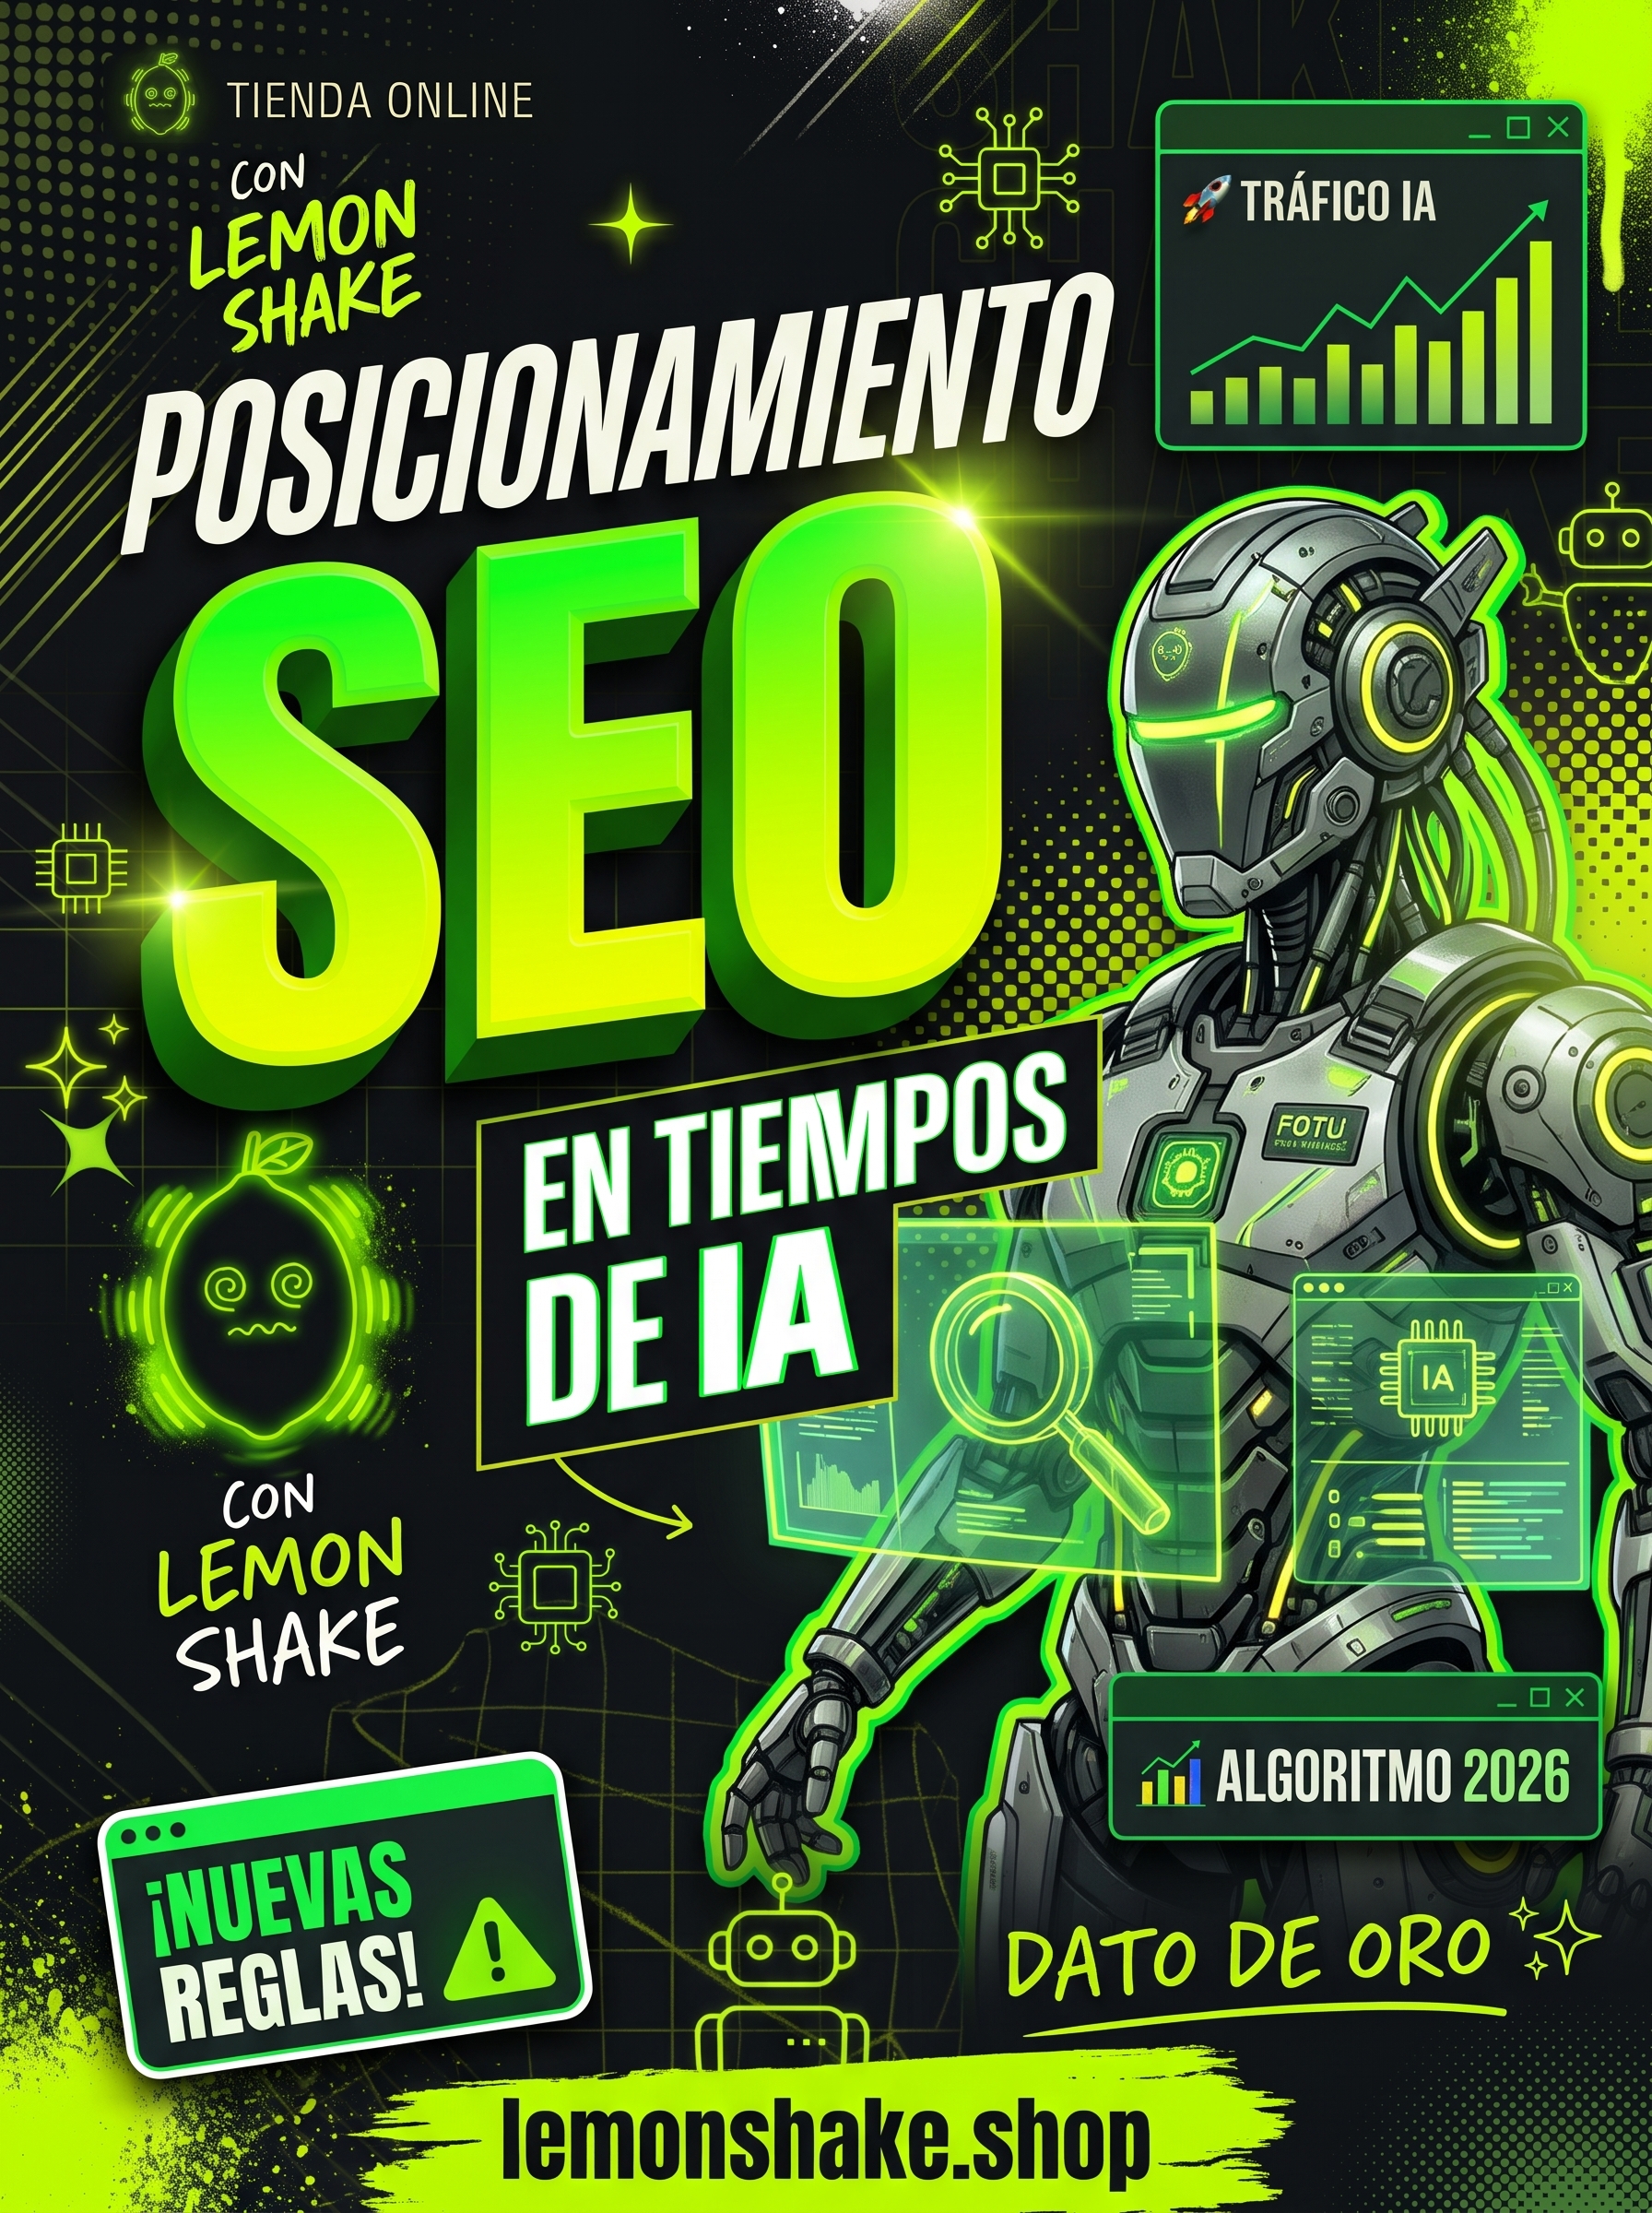 TIENDA ONLINE
CON
LEMON
SHAKE
🚀 TRÁFICO IA
POSICIONAMIENTO
SEO
EN TIEMPOS
DE IA
FOTU
IA
CON
LEMON
SHAKE
ALGORITMO 2026
¡NUEVAS
REGLAS!
DATO DE ORO
lemonshake.shop